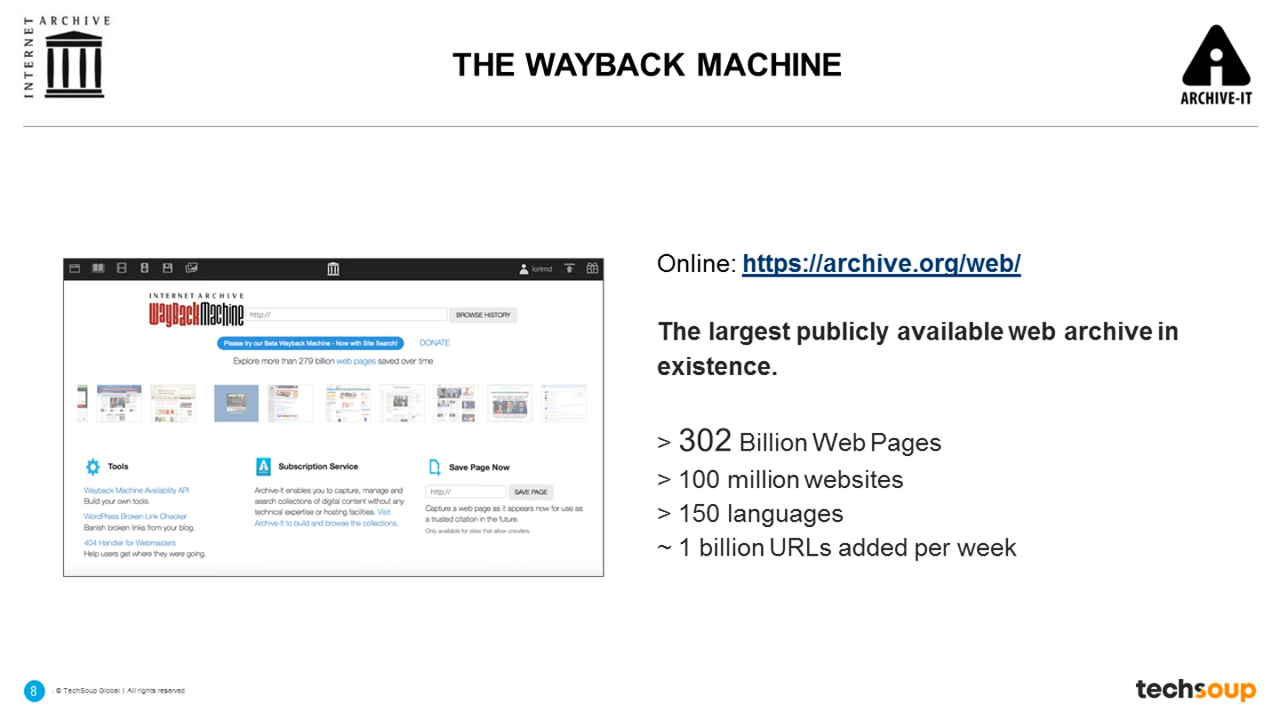 INTERNET ARCHIVE
THE WAYBACK MACHINE
ARCHIVE-IT
lorimd
INTERNET ARCHIVE
WayBackMachine
http://
BROWSE HISTORY
Please try our Beta Wayback Machine - Now with Site Search!
DONATE
Explore more than 279 billion web pages saved over time
Tools
Wayback Machine Availability API
Build your own tools.
WordPress Broken Link Checker
Banish broken links from your blog.
404 Handler for Webmasters
Help users get where they were going.
Subscription Service
Archive-It enables you to capture, manage and
search collections of digital content without any
technical expertise or hosting facilities. Visit
Archive-It to build and browse the collections.
Save Page Now
http://
SAVE PAGE
Capture a web page as it appears now for use as
a trusted citation in the future.
Only available for sites that allow crawlers.
Online: https://archive.org/web/
The largest publicly available web archive in
existence.
> 302 Billion Web Pages
> 100 million websites
> 150 languages
~ 1 billion URLs added per week
8
. © TechSoup Global | All rights reserved
techsoup